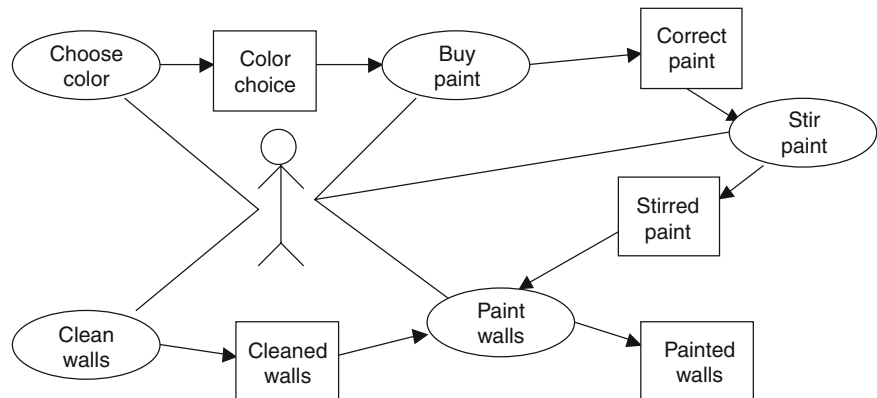 Choose
color
Color
choice
Buy
paint
Correct
paint
Stir
paint
Stirred
paint
Clean
walls
Cleaned
walls
Paint
walls
Painted
walls